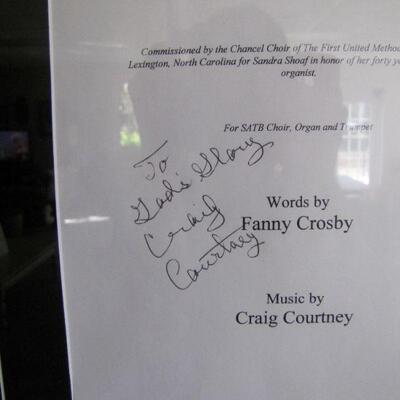 Commissioned by the Chancel Choir of The First United Metho
Lexington, North Carolina for Sandra Shoaf in honor of her forty ye
organist.
For SATB Choir, Organ and Trumpet
To
God's Glory
Craig
Courtney
Words by
Fanny Crosby
Music by
Craig Courtney